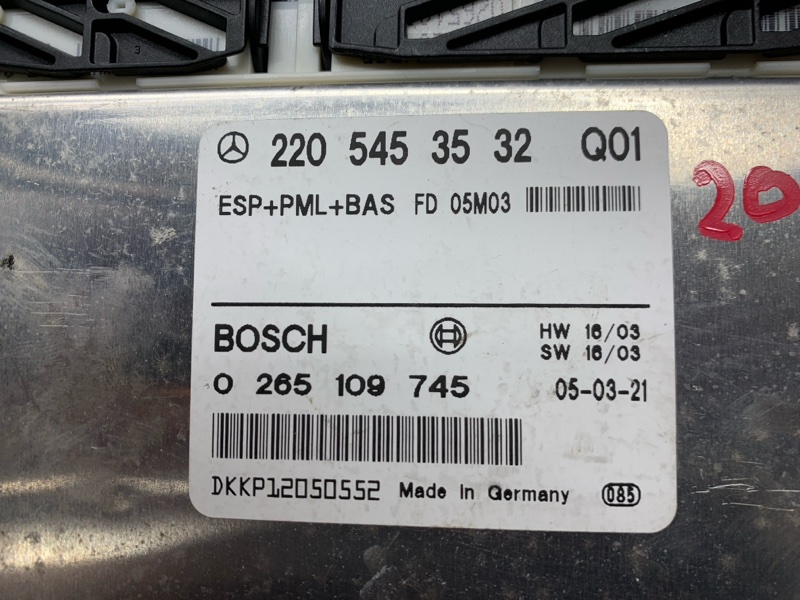 220 545 35 32 Q01
ESP+PML+BAS FD 05M03
20
BOSCH
HW 16/03
SW 16/03
0 265 109 745 05-03-21
DKKP12050552 Made In Germany 085